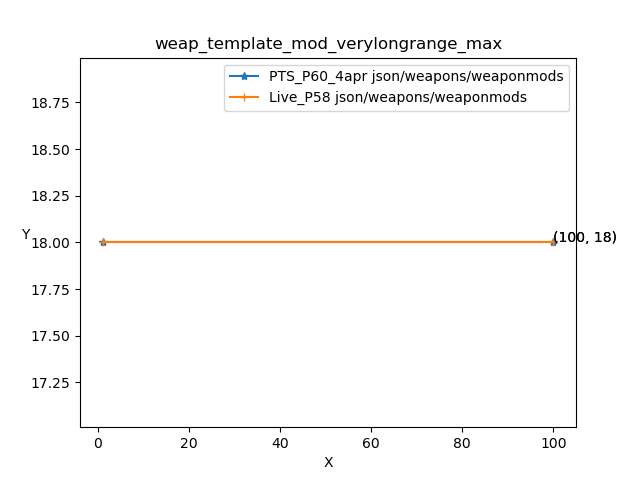 weap_template_mod_verylongrange_max
PTS_P60_4apr json/weapons/weaponmods
Live_P58 json/weapons/weaponmods
18.75
18.50
18.25
Y
18.00
(100, 18)
17.75
17.50
17.25
0 20 40 60 80 100
X